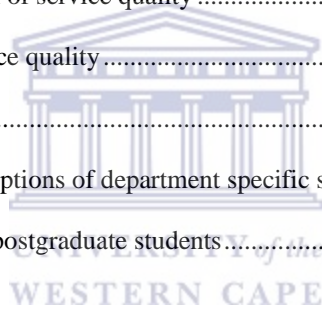 of service quality ................
ce quality ................................
................................................
ptions of department specific s
postgraduate students ............
UNIVERSITY of the
WESTERN CAPE